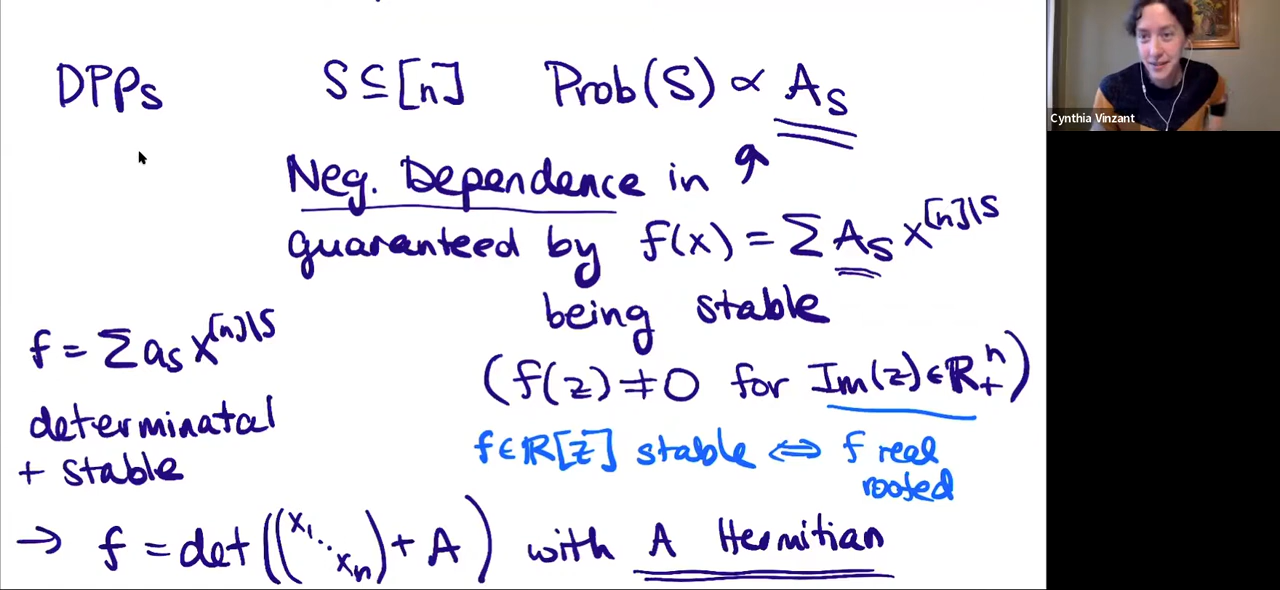 DPPs S ⊆ [n] Prob(S) ∝ A_S
Cynthia Vinzant
Neg. Dependence in
guaranteed by f(x) = Σ A_S x^{[n]\S}
being stable
f = Σ a_S x^{[n]\S}
(f(z) ≠ 0 for Im(z) ∈ ℝ_+^n)
determinatal
+ stable
f ∈ ℝ[z] stable ⇔ f real
rooted
→ f = det((x_1 ⋱ x_n) + A) with A Hermitian